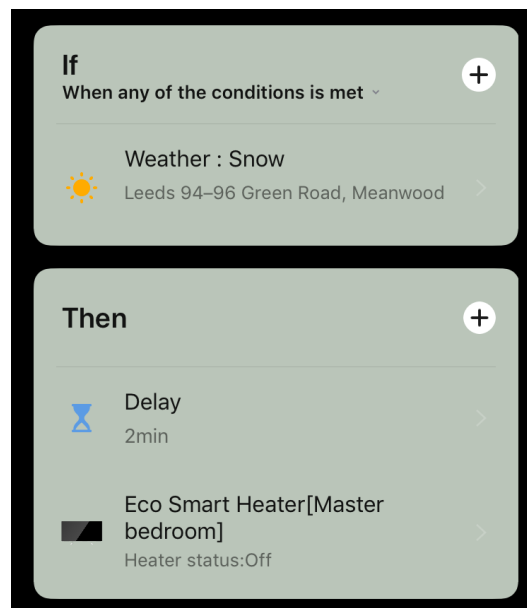 If
When any of the conditions is met
Weather : Snow
Leeds 94–96 Green Road, Meanwood
Then
Delay
2min
Eco Smart Heater[Master
bedroom]
Heater status:Off